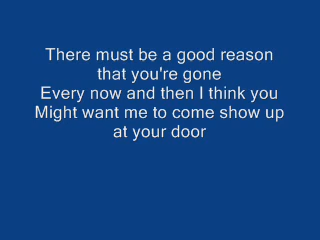 There must be a good reason
that you're gone
Every now and then I think you
Might want me to come show up
at your door